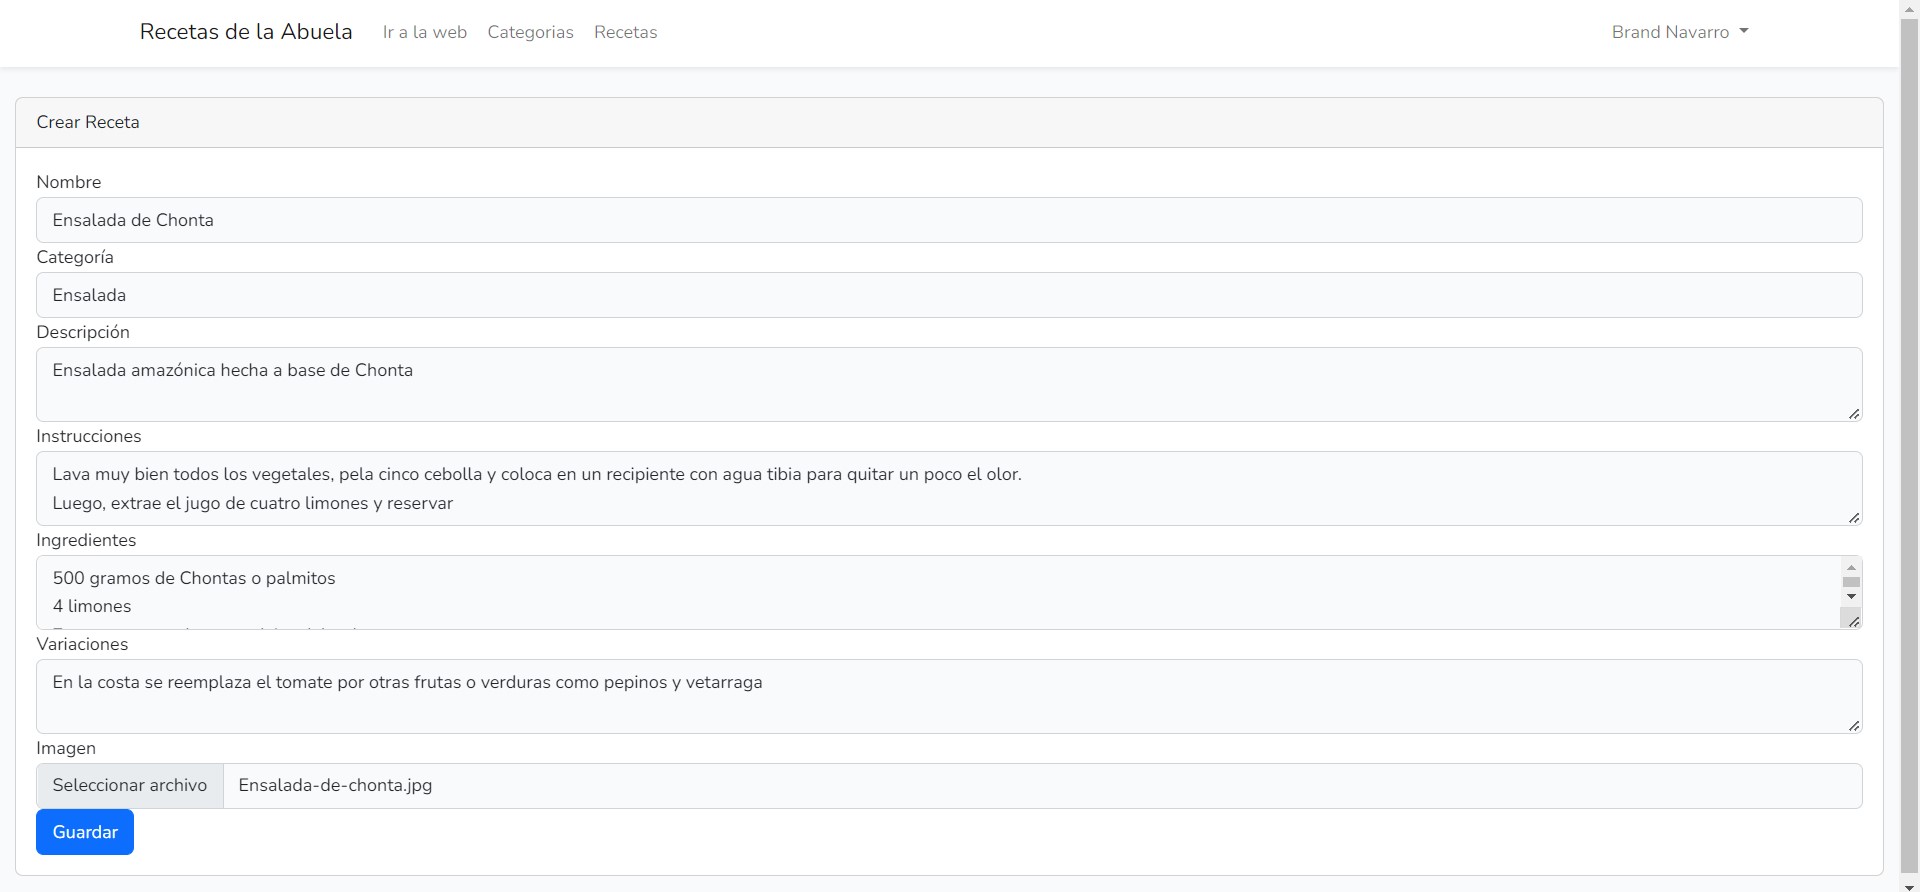 Recetas de la Abuela Ir a la web Categorias Recetas Brand Navarro
Crear Receta
Nombre
Ensalada de Chonta
Categoría
Ensalada
Descripción
Ensalada amazónica hecha a base de Chonta
Instrucciones
Lava muy bien todos los vegetales, pela cinco cebolla y coloca en un recipiente con agua tibia para quitar un poco el olor.
Luego, extrae el jugo de cuatro limones y reservar
Ingredientes
500 gramos de Chontas o palmitos
4 limones
Variaciones
En la costa se reemplaza el tomate por otras frutas o verduras como pepinos y vetarraga
Imagen
Seleccionar archivo Ensalada-de-chonta.jpg
Guardar